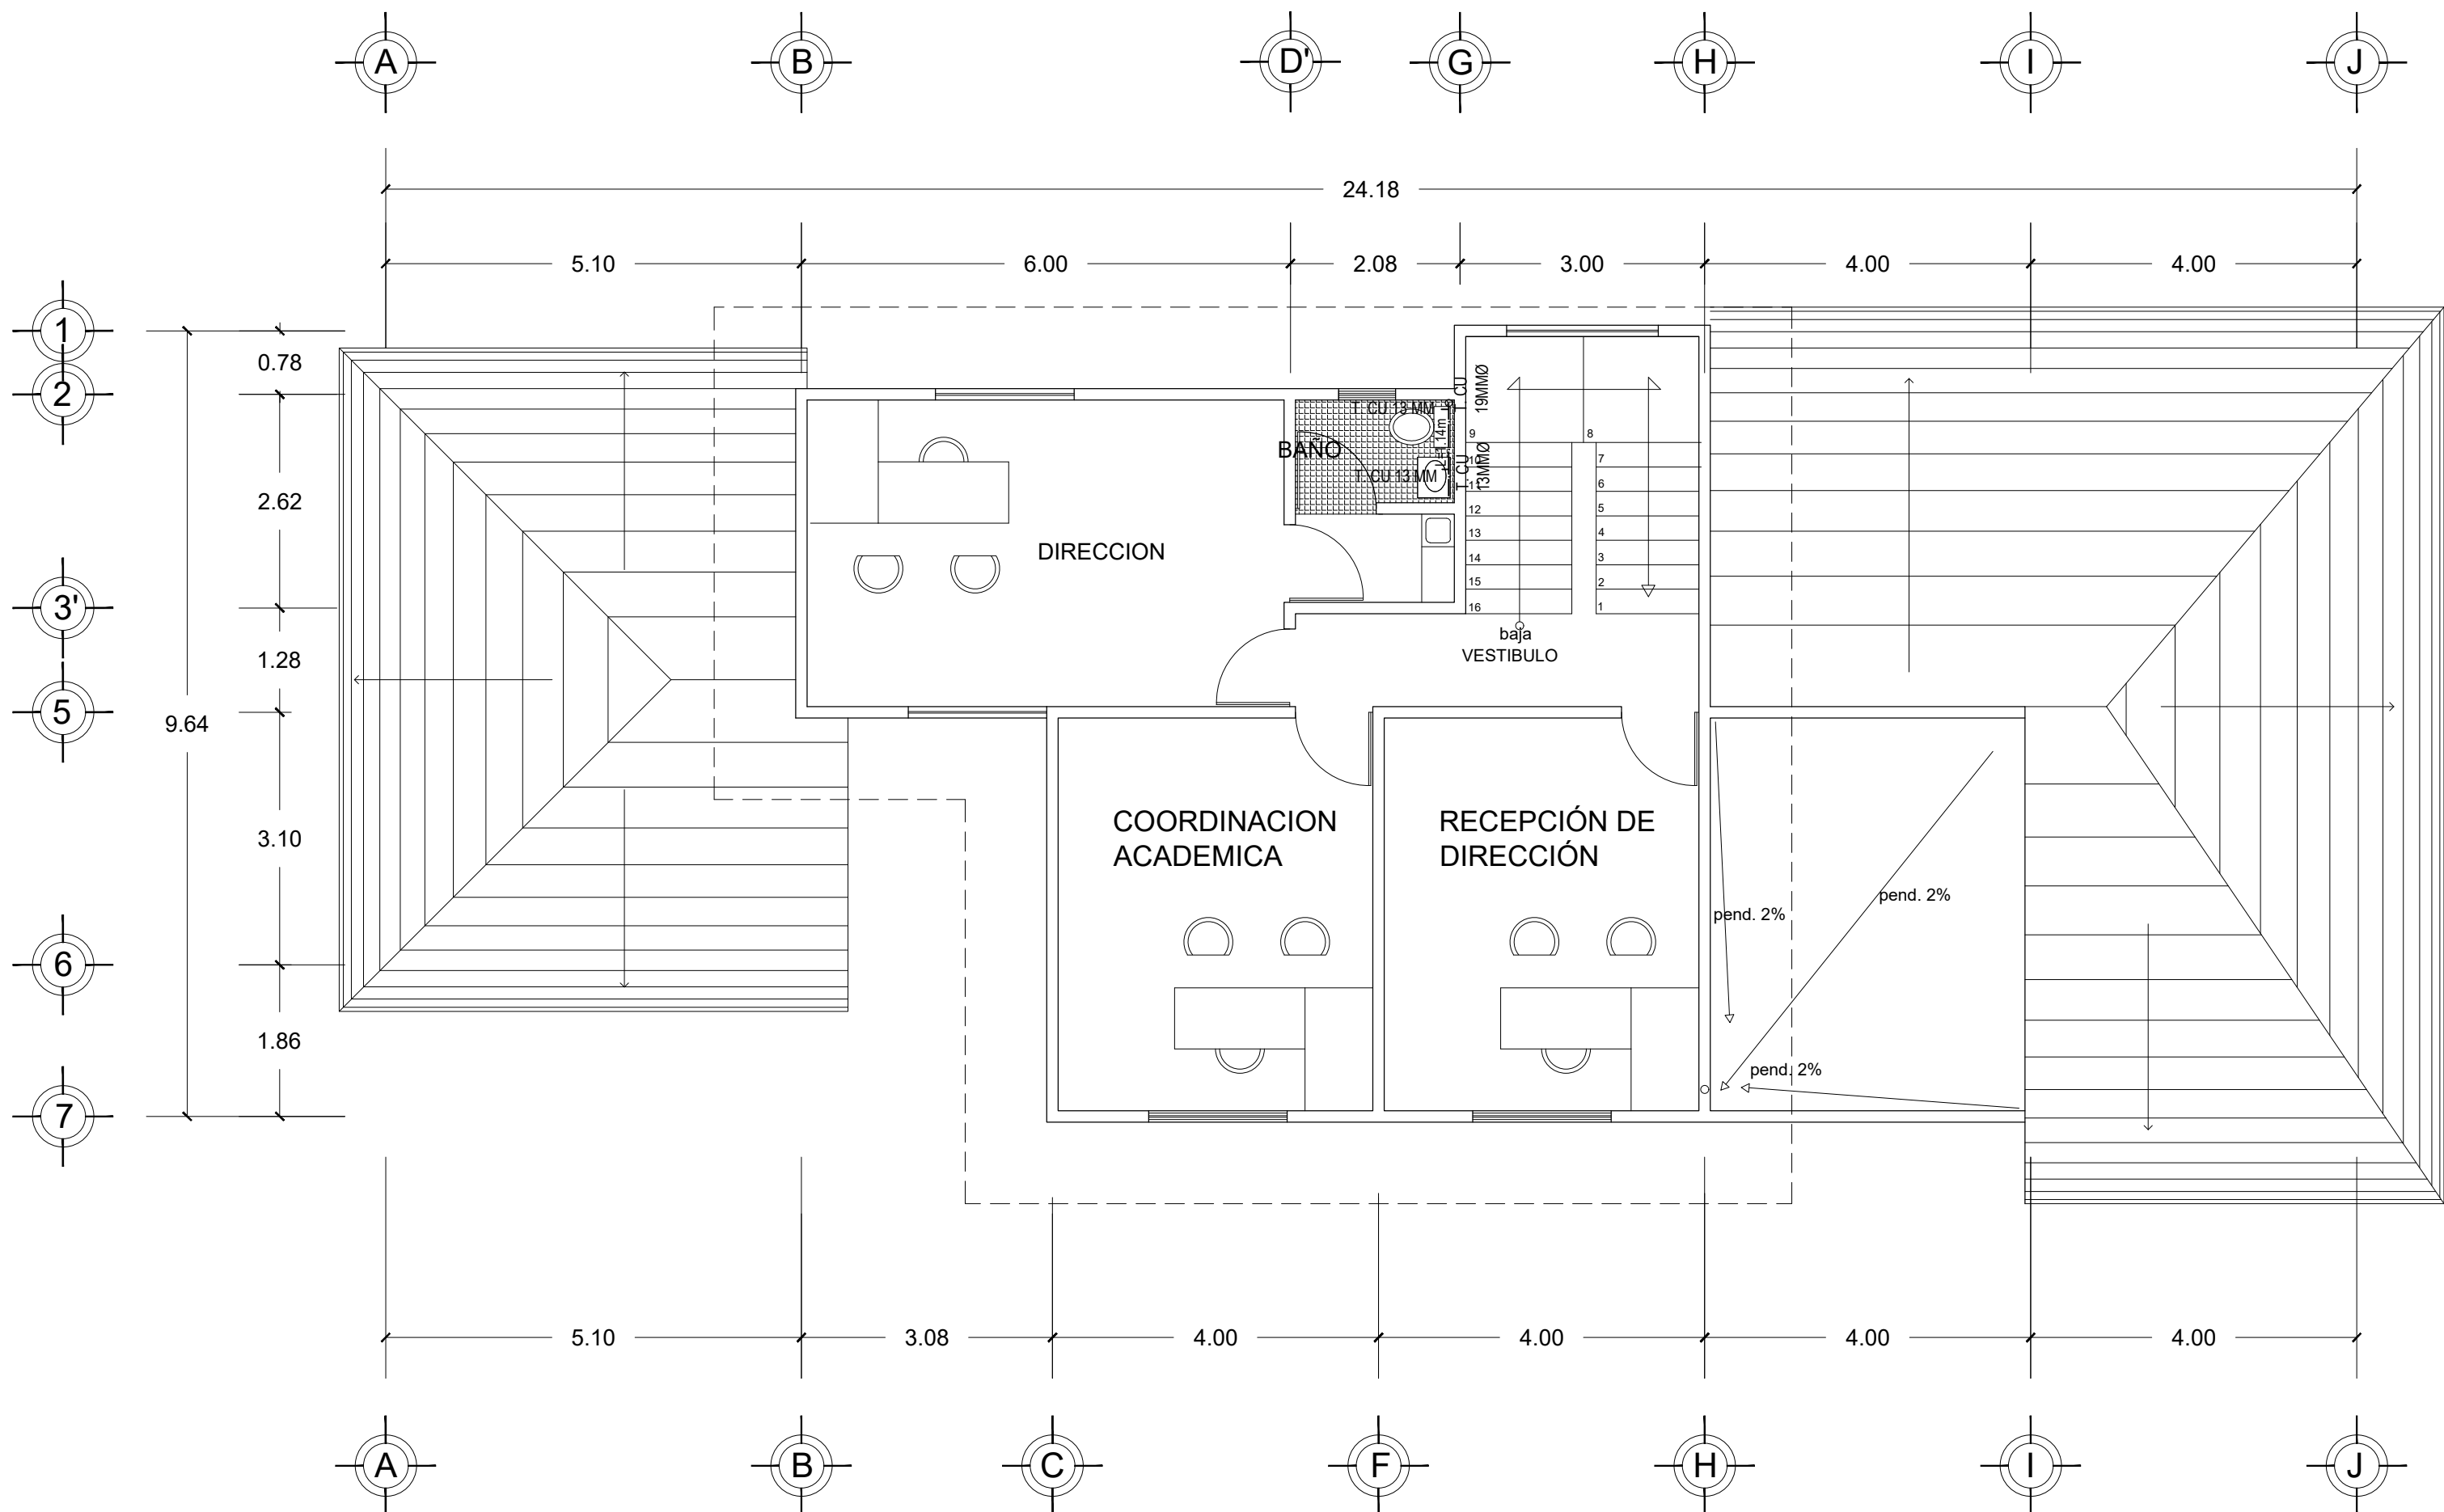 A B D' G H I J
24.18
5.10 6.00 2.08 3.00 4.00 4.00
1
0.78
2
2.62
3'
1.28
5
9.64
3.10
6
1.86
7
T. CU 13 MM
T. CU
19MMØ
BAÑO
T. CU 13 MM
T. CU
13MMØ
L=1.14m
9 8
10 7
11 6
12 5
13 4
14 3
15 2
16 1
DIRECCION
baja
VESTIBULO
COORDINACION
ACADEMICA
RECEPCIÓN DE
DIRECCIÓN
pend. 2%
pend. 2%
pend. 2%
5.10 3.08 4.00 4.00 4.00 4.00
A B C F H I J